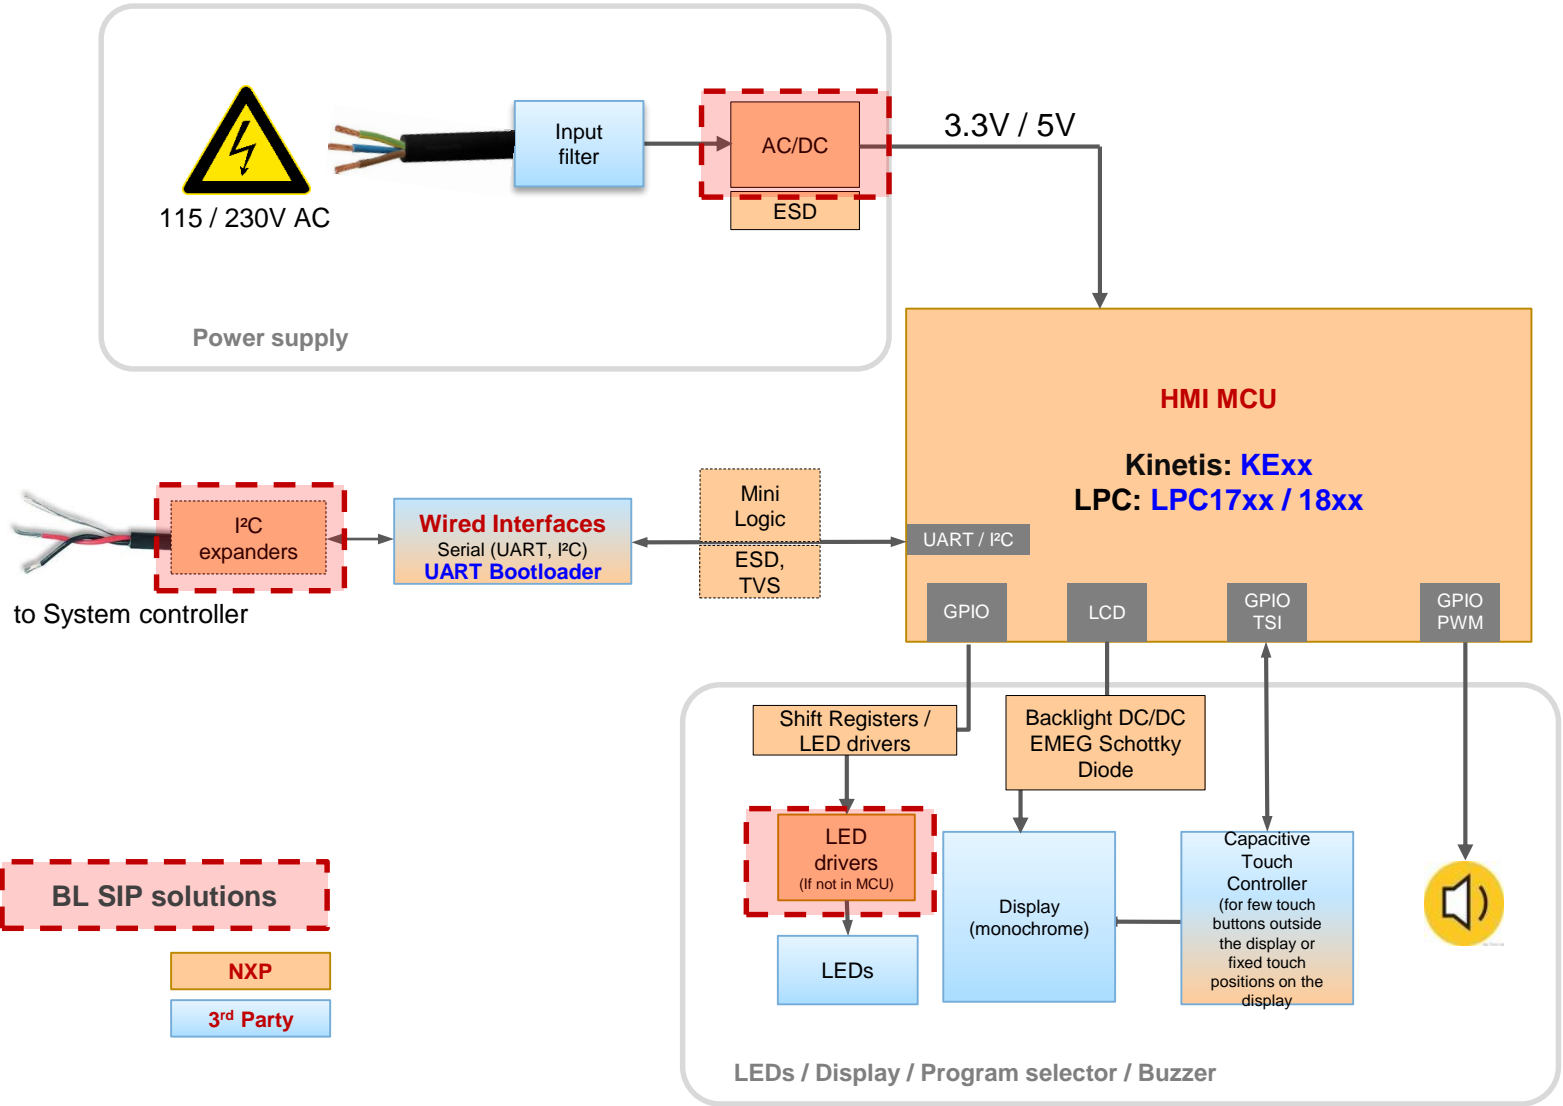 115 / 230V AC
Input
filter
AC/DC
ESD
3.3V / 5V
Power supply
HMI MCU
Kinetis: KExx
LPC: LPC17xx / 18xx
UART / I²C
GPIO
LCD
GPIO
TSI
GPIO
PWM
I²C
expanders
to System controller
Wired Interfaces
Serial (UART, I²C)
UART Bootloader
Mini
Logic
ESD,
TVS
Shift Registers /
LED drivers
Backlight DC/DC
EMEG Schottky
Diode
LED
drivers
(If not in MCU)
LEDs
Display
(monochrome)
Capacitive
Touch
Controller
(for few touch
buttons outside
the display or
fixed touch
positions on the
display
LEDs / Display / Program selector / Buzzer
BL SIP solutions
NXP
3rd Party